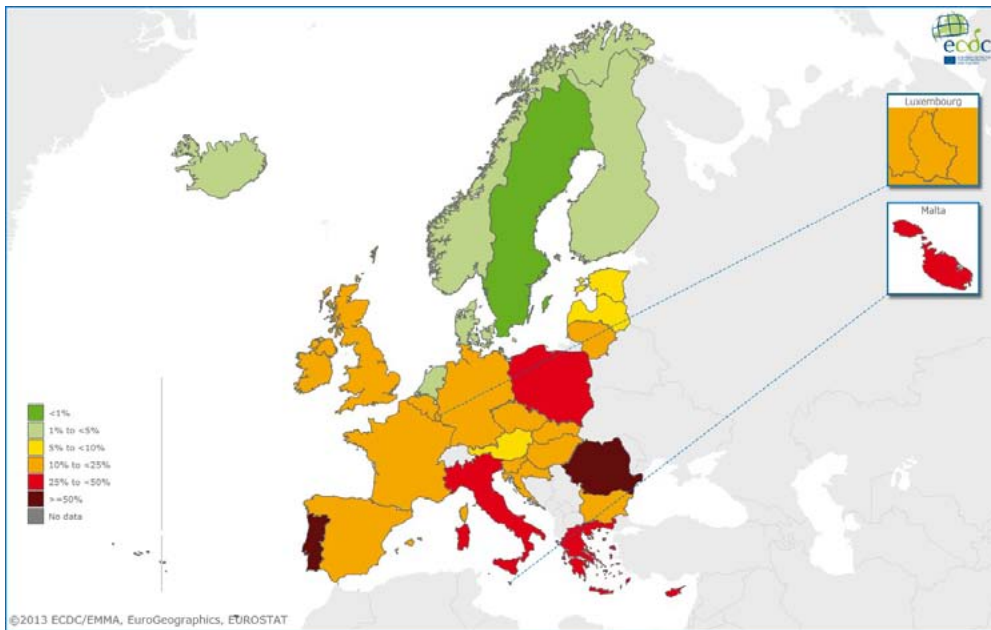 ecdc
Luxembourg
Malta
<1%
1% to <5%
5% to <10%
10% to <25%
25% to <50%
>=50%
No data
©2013 ECDC/EMMA, EuroGeographics, EUROSTAT